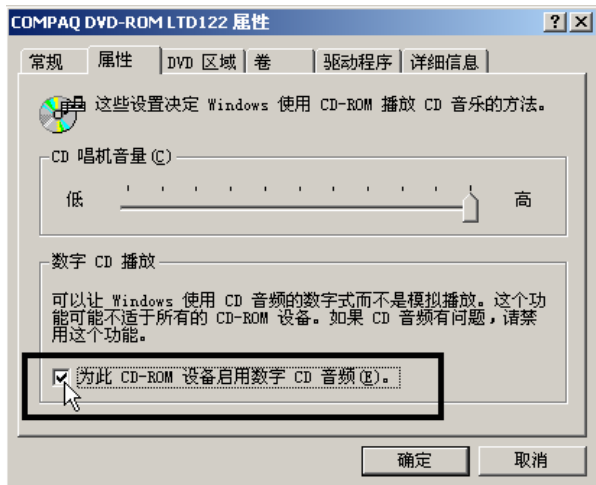 COMPAQ DVD-ROM LTD122 属性
常规 属性 DVD 区域 卷 驱动程序 详细信息
这些设置决定 Windows 使用 CD-ROM 播放 CD 音乐的方法。
CD 唱机音量(C)
低 高
数字 CD 播放
可以让 Windows 使用 CD 音频的数字式而不是模拟播放。这个功
能可能不适于所有的 CD-ROM 设备。如果 CD 音频有问题，请禁
用这个功能。
为此 CD-ROM 设备启用数字 CD 音频(E)。
确定 取消